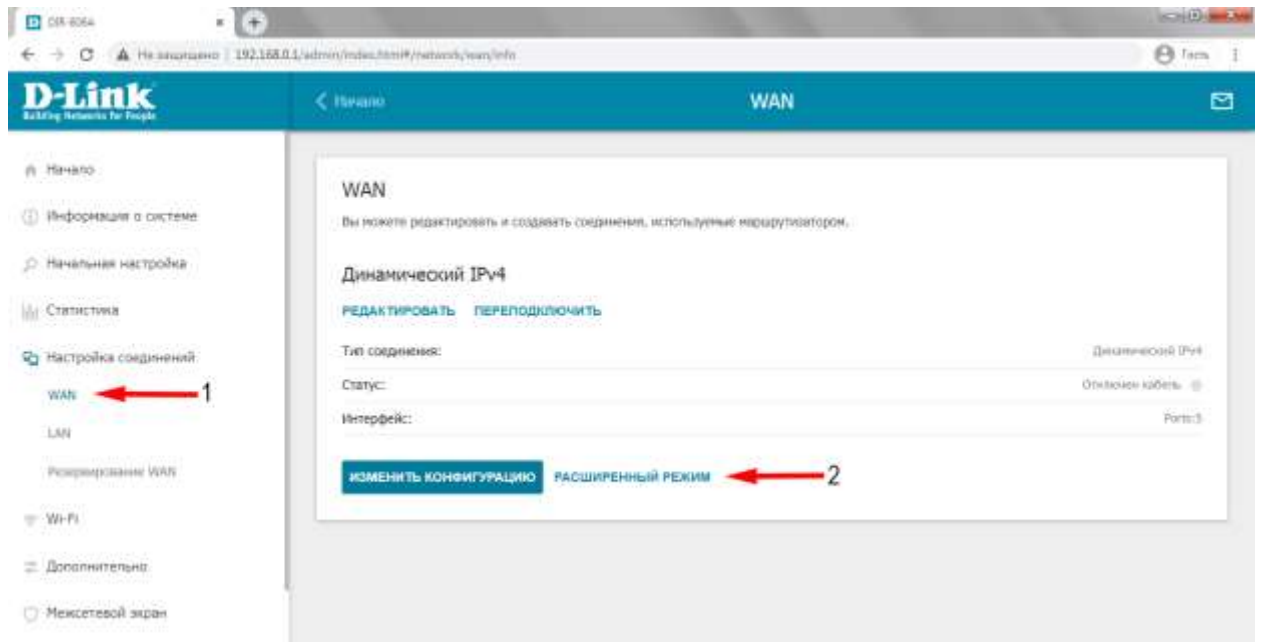 DIR-806A
Не защищено | 192.168.0.1/admin/index.html#/network/wan/info
Гость
D-Link
Building Networks for People
Начало
WAN
Начало
Информация о системе
Начальная настройка
Статистика
Настройка соединений
WAN
1
LAN
Резервирование WAN
Wi-Fi
Дополнительно
Межсетевой экран
WAN
Вы можете редактировать и создавать соединения, используемые маршрутизатором.
Динамический IPv4
РЕДАКТИРОВАТЬ ПЕРЕПОДКЛЮЧИТЬ
Тип соединения: Динамический IPv4
Статус: Отключен кабель
Интерфейс: Ports:5
ИЗМЕНИТЬ КОНФИГУРАЦИЮ РАСШИРЕННЫЙ РЕЖИМ 2